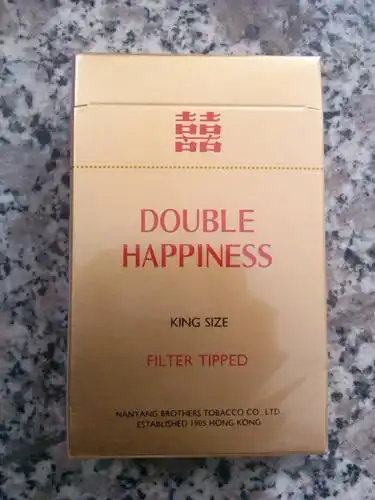 囍
DOUBLE
HAPPINESS
KING SIZE
FILTER TIPPED
NANYANG BROTHERS TOBACCO CO., LTD.
ESTABLISHED 1905 HONG KONG